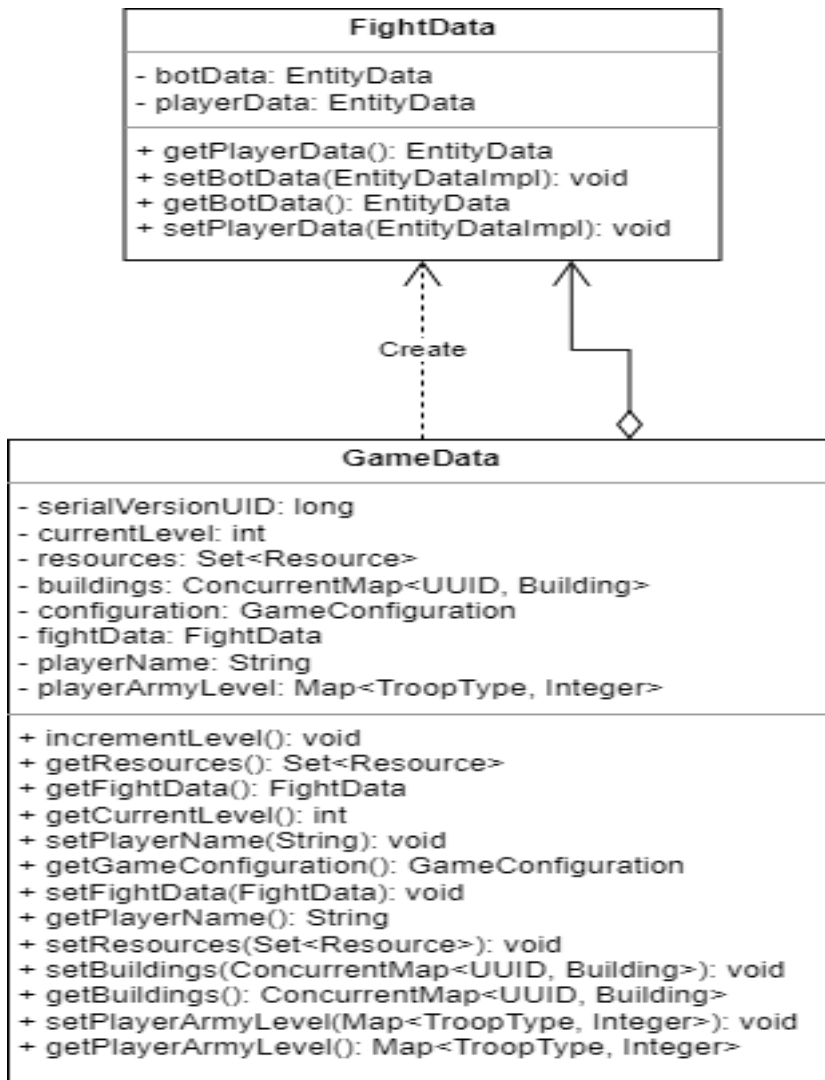 FightData
- botData: EntityData
- playerData: EntityData
+ getPlayerData(): EntityData
+ setBotData(EntityDataImpl): void
+ getBotData(): EntityData
+ setPlayerData(EntityDataImpl): void
Create
GameData
- serialVersionUID: long
- currentLevel: int
- resources: Set<Resource>
- buildings: ConcurrentMap<UUID, Building>
- configuration: GameConfiguration
- fightData: FightData
- playerName: String
- playerArmyLevel: Map<TroopType, Integer>
+ incrementLevel(): void
+ getResources(): Set<Resource>
+ getFightData(): FightData
+ getCurrentLevel(): int
+ setPlayerName(String): void
+ getGameConfiguration(): GameConfiguration
+ setFightData(FightData): void
+ getPlayerName(): String
+ setResources(Set<Resource>): void
+ setBuildings(ConcurrentMap<UUID, Building>): void
+ getBuildings(): ConcurrentMap<UUID, Building>
+ setPlayerArmyLevel(Map<TroopType, Integer>): void
+ getPlayerArmyLevel(): Map<TroopType, Integer>